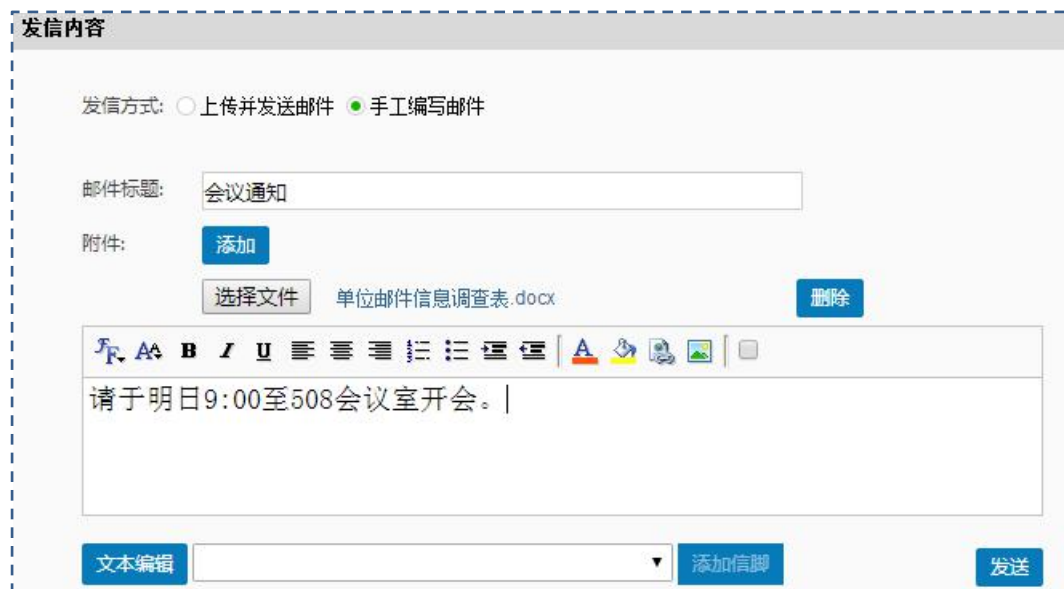 发信内容
发信方式: 上传并发送邮件 手工编写邮件
邮件标题: 会议通知
附件: 添加
选择文件 单位邮件信息调查表.docx 删除
B I U A
请于明日9:00至508会议室开会。
文本编辑 添加信脚 发送